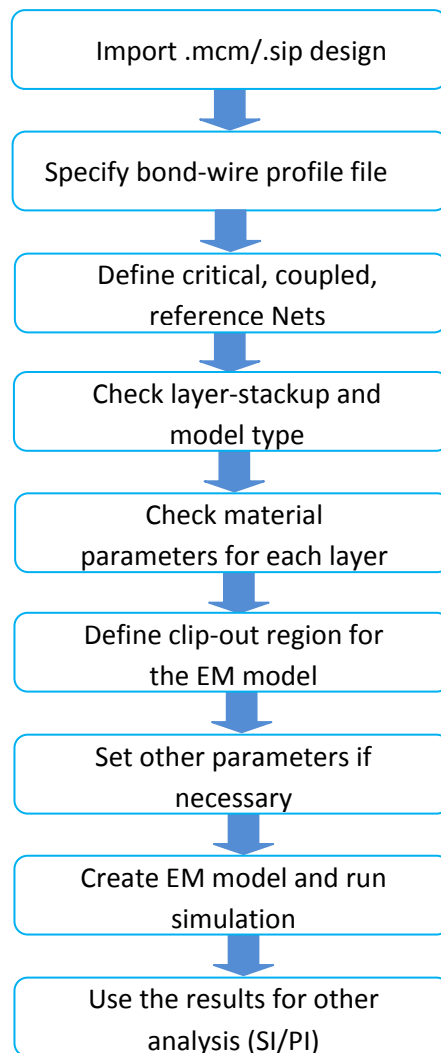 Import .mcm/.sip design
Specify bond-wire profile file
Define critical, coupled,
reference Nets
Check layer-stackup and
model type
Check material
parameters for each layer
Define clip-out region for
the EM model
Set other parameters if
necessary
Create EM model and run
simulation
Use the results for other
analysis (SI/PI)